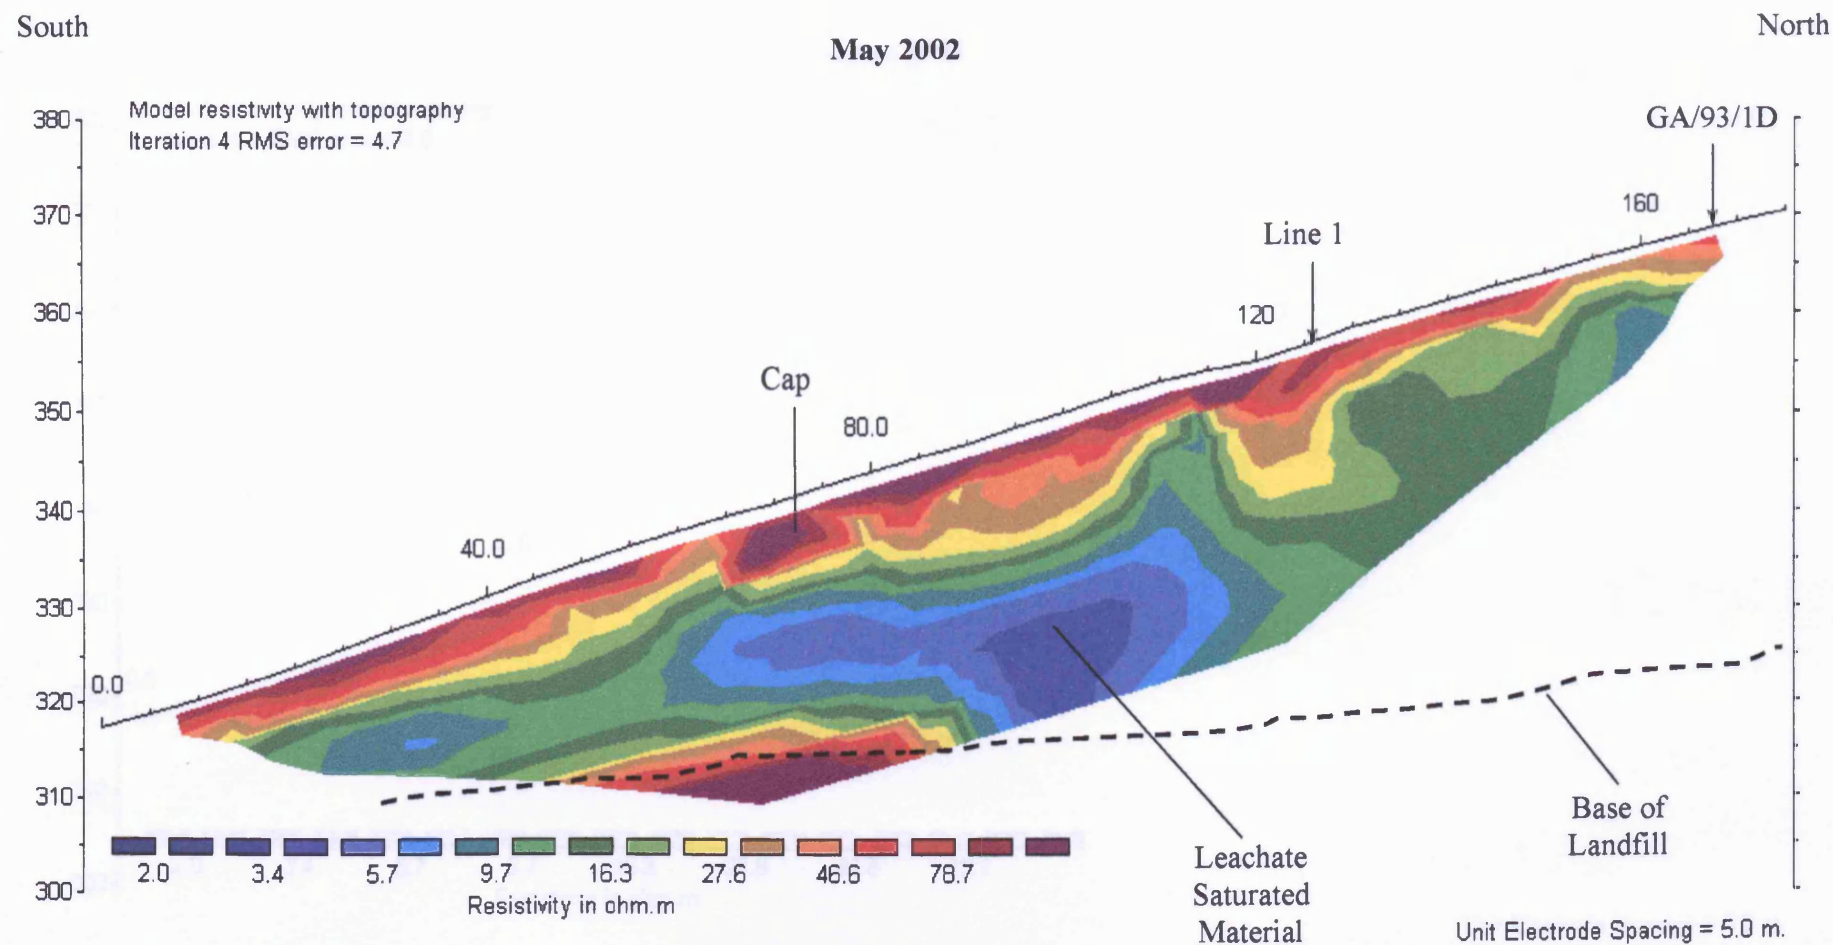 South
North
May 2002
Model resistivity with topography
Iteration 4 RMS error = 4.7
GA/93/1D
380
370
360
350
340
330
320
310
300
160
Line 1
120
Cap
80.0
40.0
0.0
Base of
Landfill
Leachate
Saturated
Material
2.0 3.4 5.7 9.7 16.3 27.6 46.6 78.7
Resistivity in ohm.m
Unit Electrode Spacing = 5.0 m.